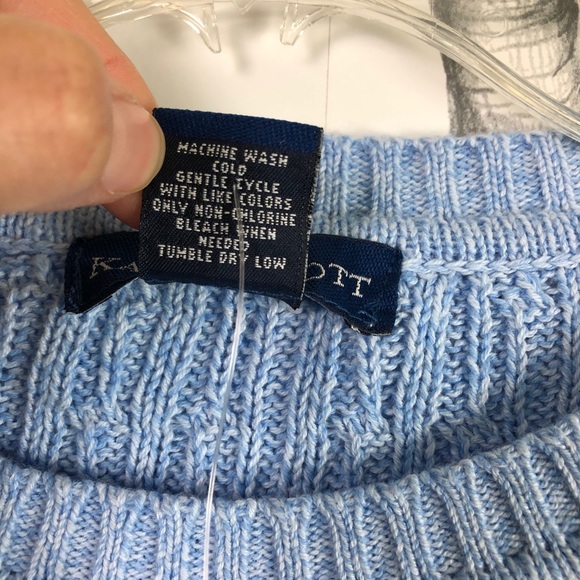 MACHINE WASH
COLD
GENTLE CYCLE
WITH LIKE COLORS
ONLY NON-CHLORINE
BLEACH WHEN
NEEDED
TUMBLE DRY LOW